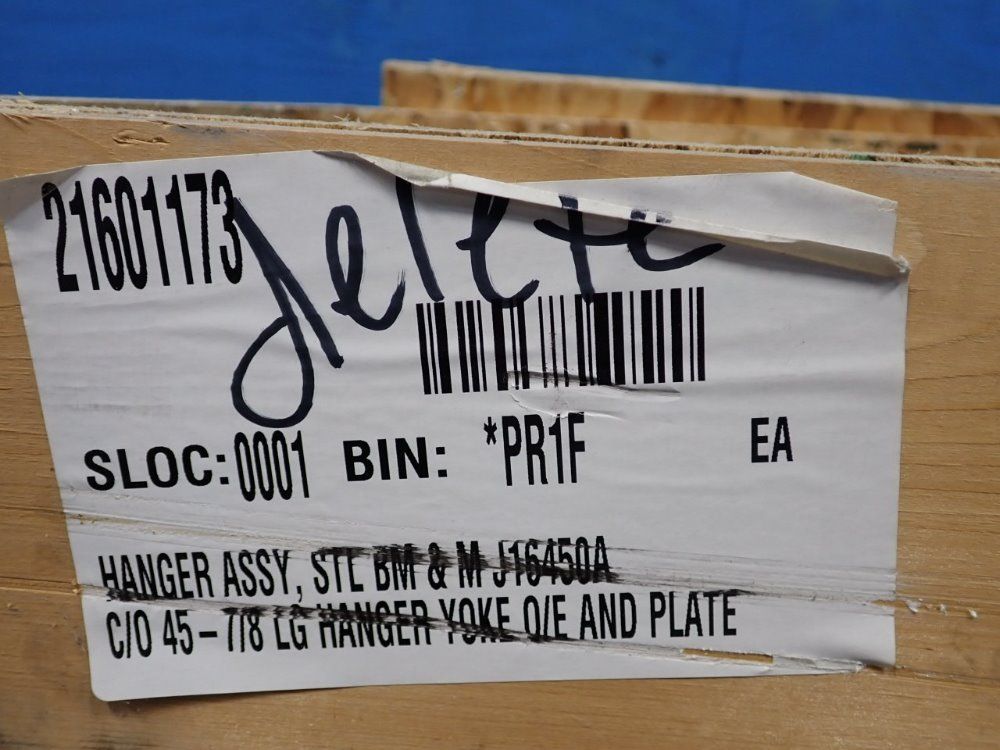 21601173
delete
SLOC: 0001 BIN: *PR1F EA
HANGER ASSY, STL BM & M J16450A
C/O 45-7/8 LG HANGER YOKE O/E AND PLATE